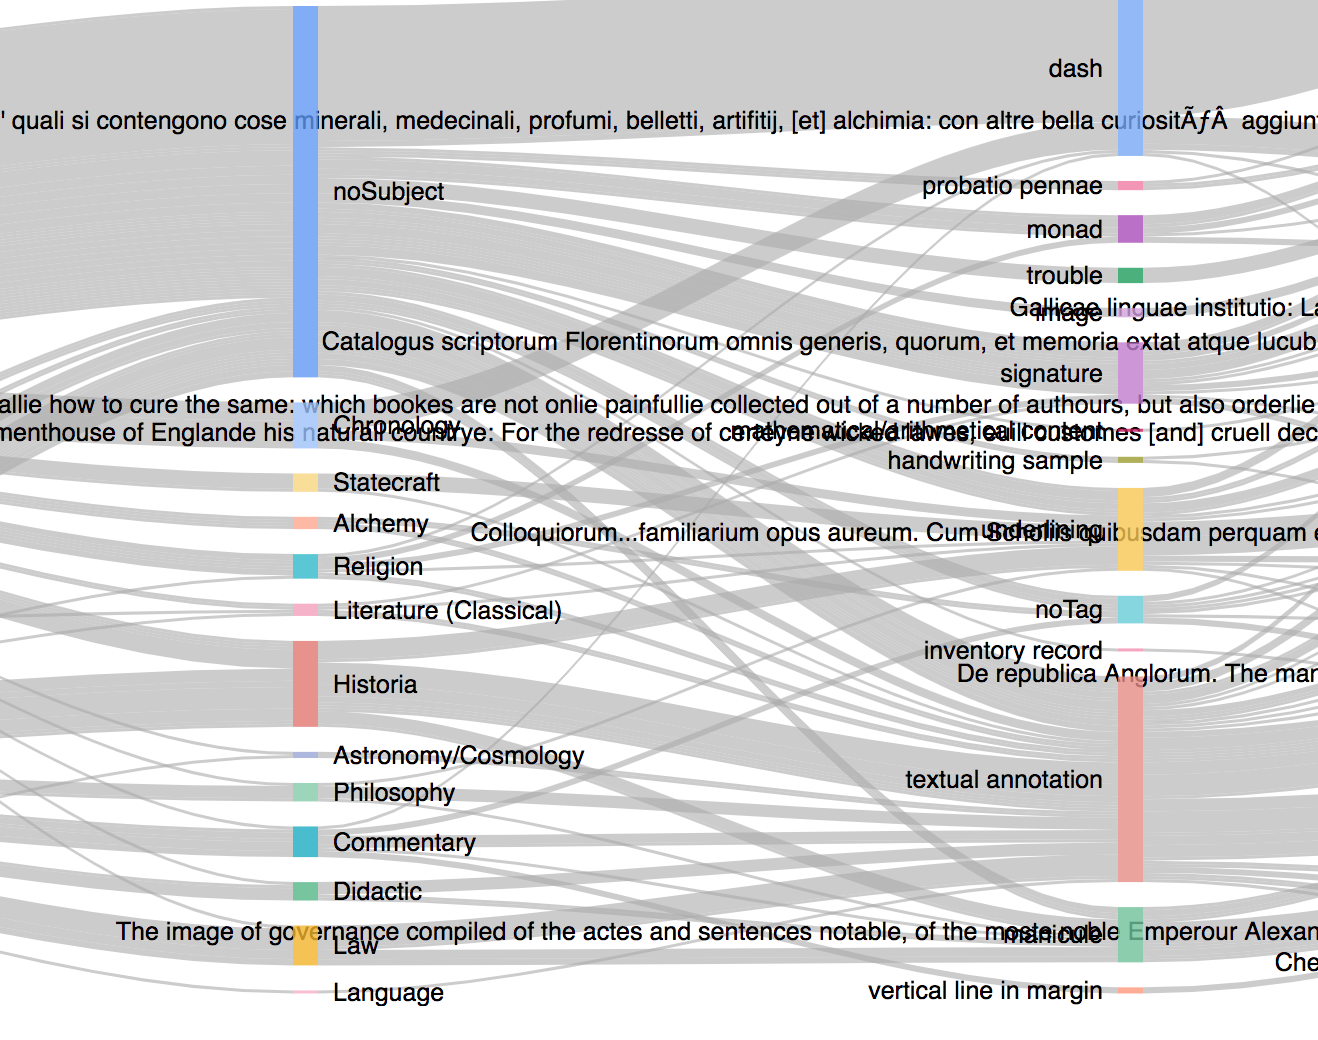 dash
' quali si contengono cose minerali, medecinali, profumi, belletti, artifitij, [et] alchimia: con altre bella curiositÃƒÂ  aggiunt
probatio pennae
noSubject
monad
trouble
Gallicae linguae institutio: La
image
Catalogus scriptorum Florentinorum omnis generis, quorum, et memoria extat atque lucub
signature
allie how to cure the same: which bookes are not onlie painfullie collected out of a number of authours, but also orderlie
Chronology
menthouse of Englande his naturall countrye: For the redresse of certeyne wicked lawes, euill customes [and] cruell dec
mathematical/arithmetical content
handwriting sample
Statecraft
Alchemy
Colloquiorum...familiarium opus aureum. Cum Scholiis quibusdam perquam e
underlining
Religion
Literature (Classical)
noTag
inventory record
De republica Anglorum. The mar
Historia
Astronomy/Cosmology
textual annotation
Philosophy
Commentary
Didactic
The image of governance compiled of the actes and sentences notable, of the moste noble Emperour Alexan
manicule
Law
Che
vertical line in margin
Language